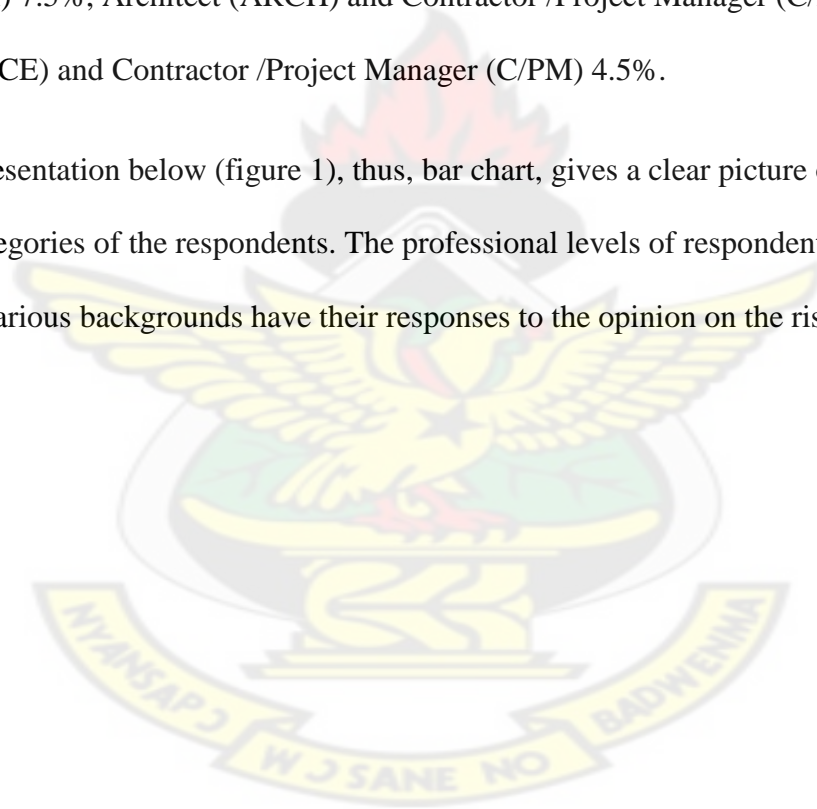 7.5%, Architect (ARCH) and Contractor /Project Manager
CE) and Contractor /Project Manager (C/PM) 4.5%.
esentation below (figure 1), thus, bar chart, gives a clear picture
egories of the respondents. The professional levels of respondent
arious backgrounds have their responses to the opinion on the ris
NYANSAPƆ WƆ SANE NO BADWENMA